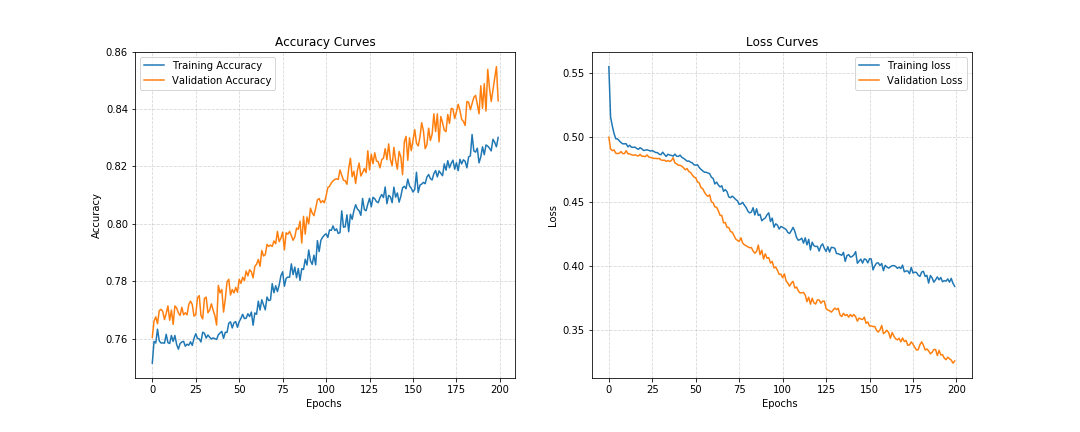 Accuracy Curves
Training Accuracy
Validation Accuracy
Accuracy
0.86
0.84
0.82
0.80
0.78
0.76
0 25 50 75 100 125 150 175 200
Epochs
Loss Curves
Training loss
Validation Loss
Loss
0.55
0.50
0.45
0.40
0.35
0 25 50 75 100 125 150 175 200
Epochs